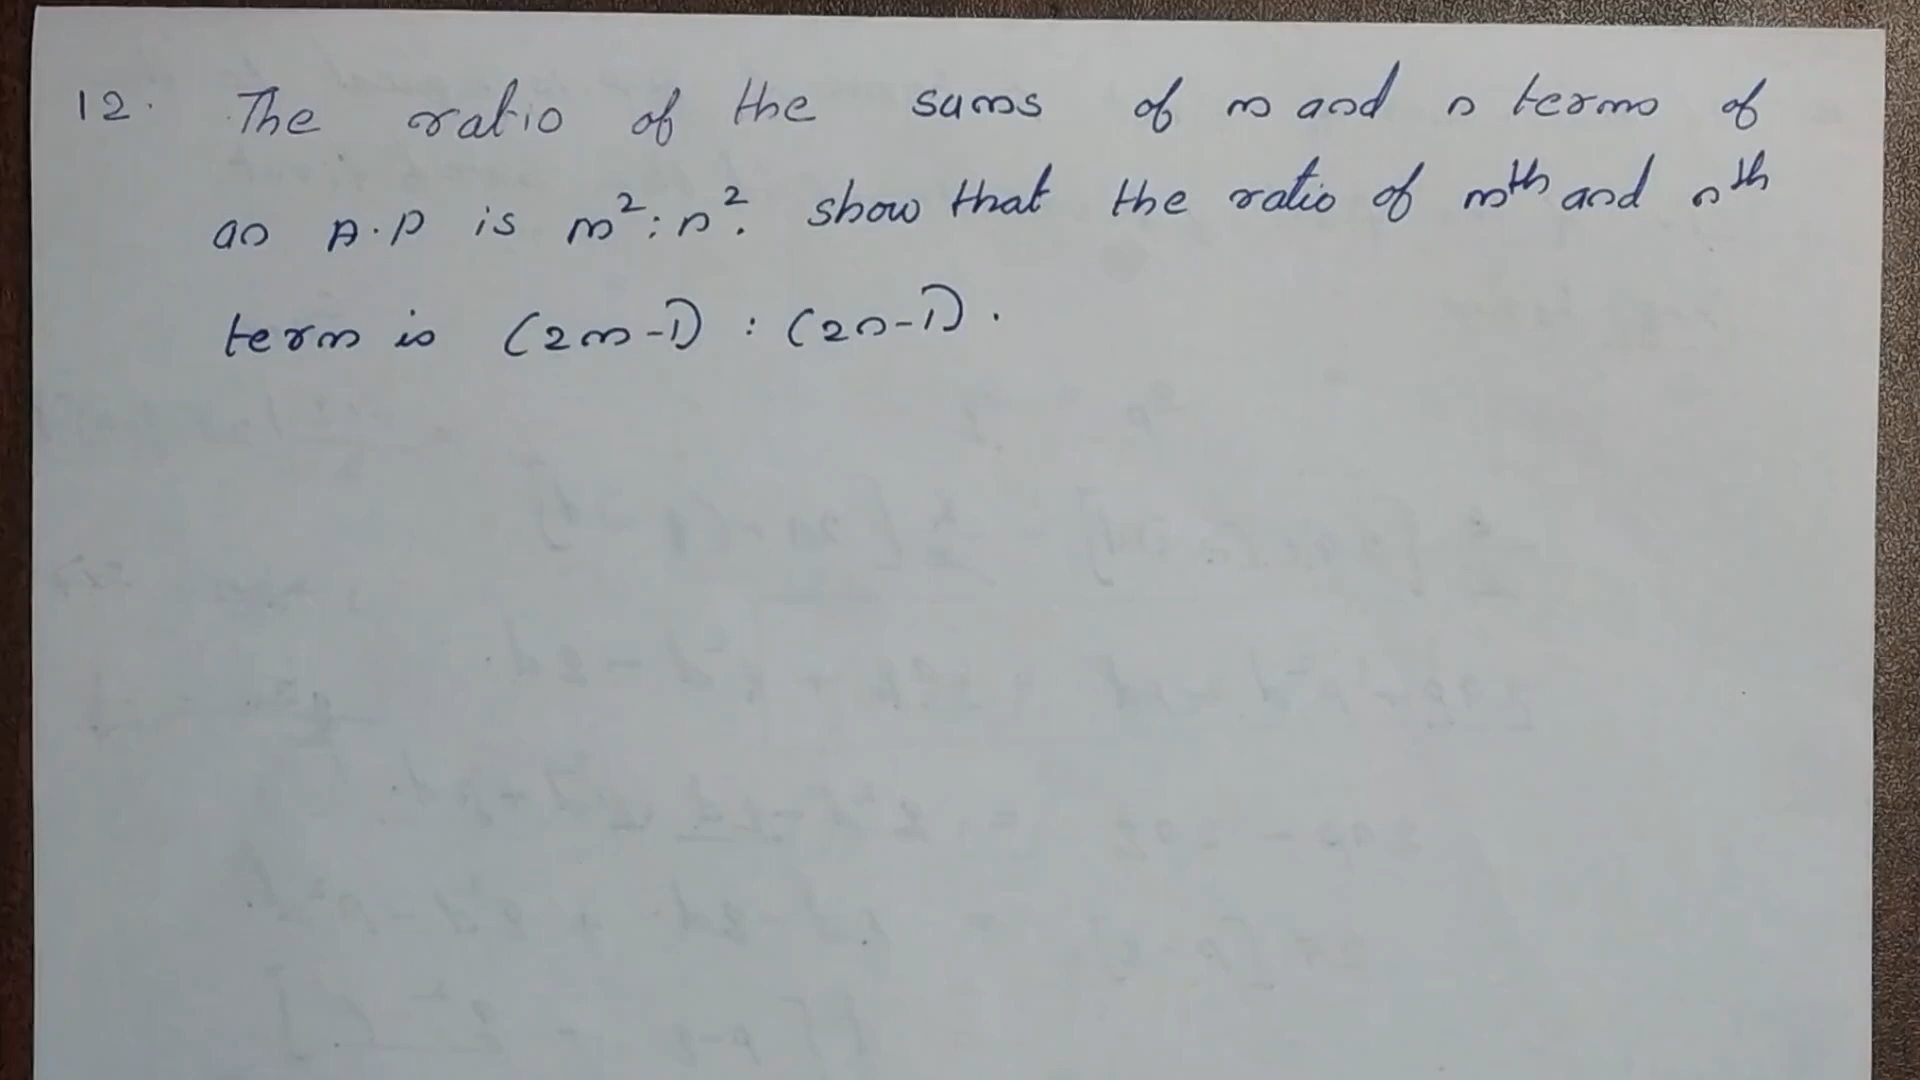 12. The ratio of the sums of m and n terms of
an A.P is m²:n². show that the ratio of mth and nth
term is (2m-1) : (2n-1).